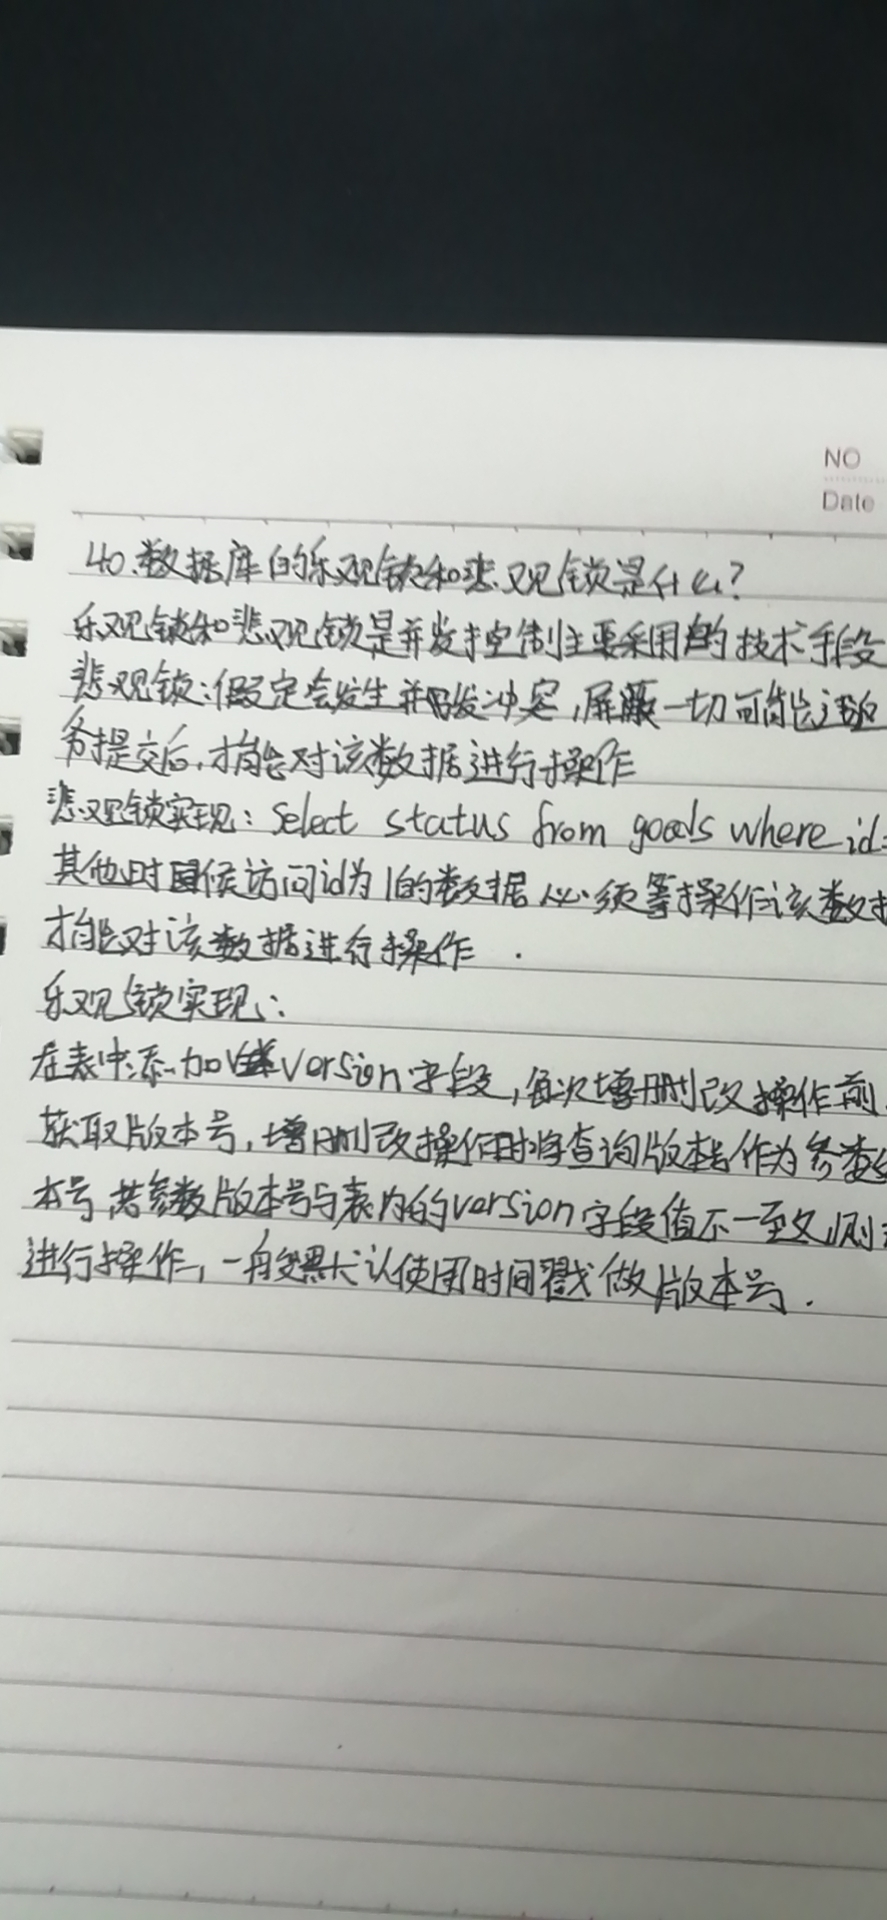 NO
Date
40.数据库的乐观锁和悲观锁是什么?
乐观锁和悲观锁是并发控制主要采用的技术手段
悲观锁:假定会发生并发冲突,屏蔽一切可能违
务提交后,才能对该数据进行操作
悲观锁实现: Select status from goods where id=
其他时候访问id为1的数据必须等操作该数据
才能对该数据进行操作.
乐观锁实现:
在表中添加version字段,每次增删改操作前
获取版本号,增删改操作时将查询版本号作为参数
本号,若参数版本号与表内的version字段值不一致,则
进行操作,一般默认使用时间戳做版本号.